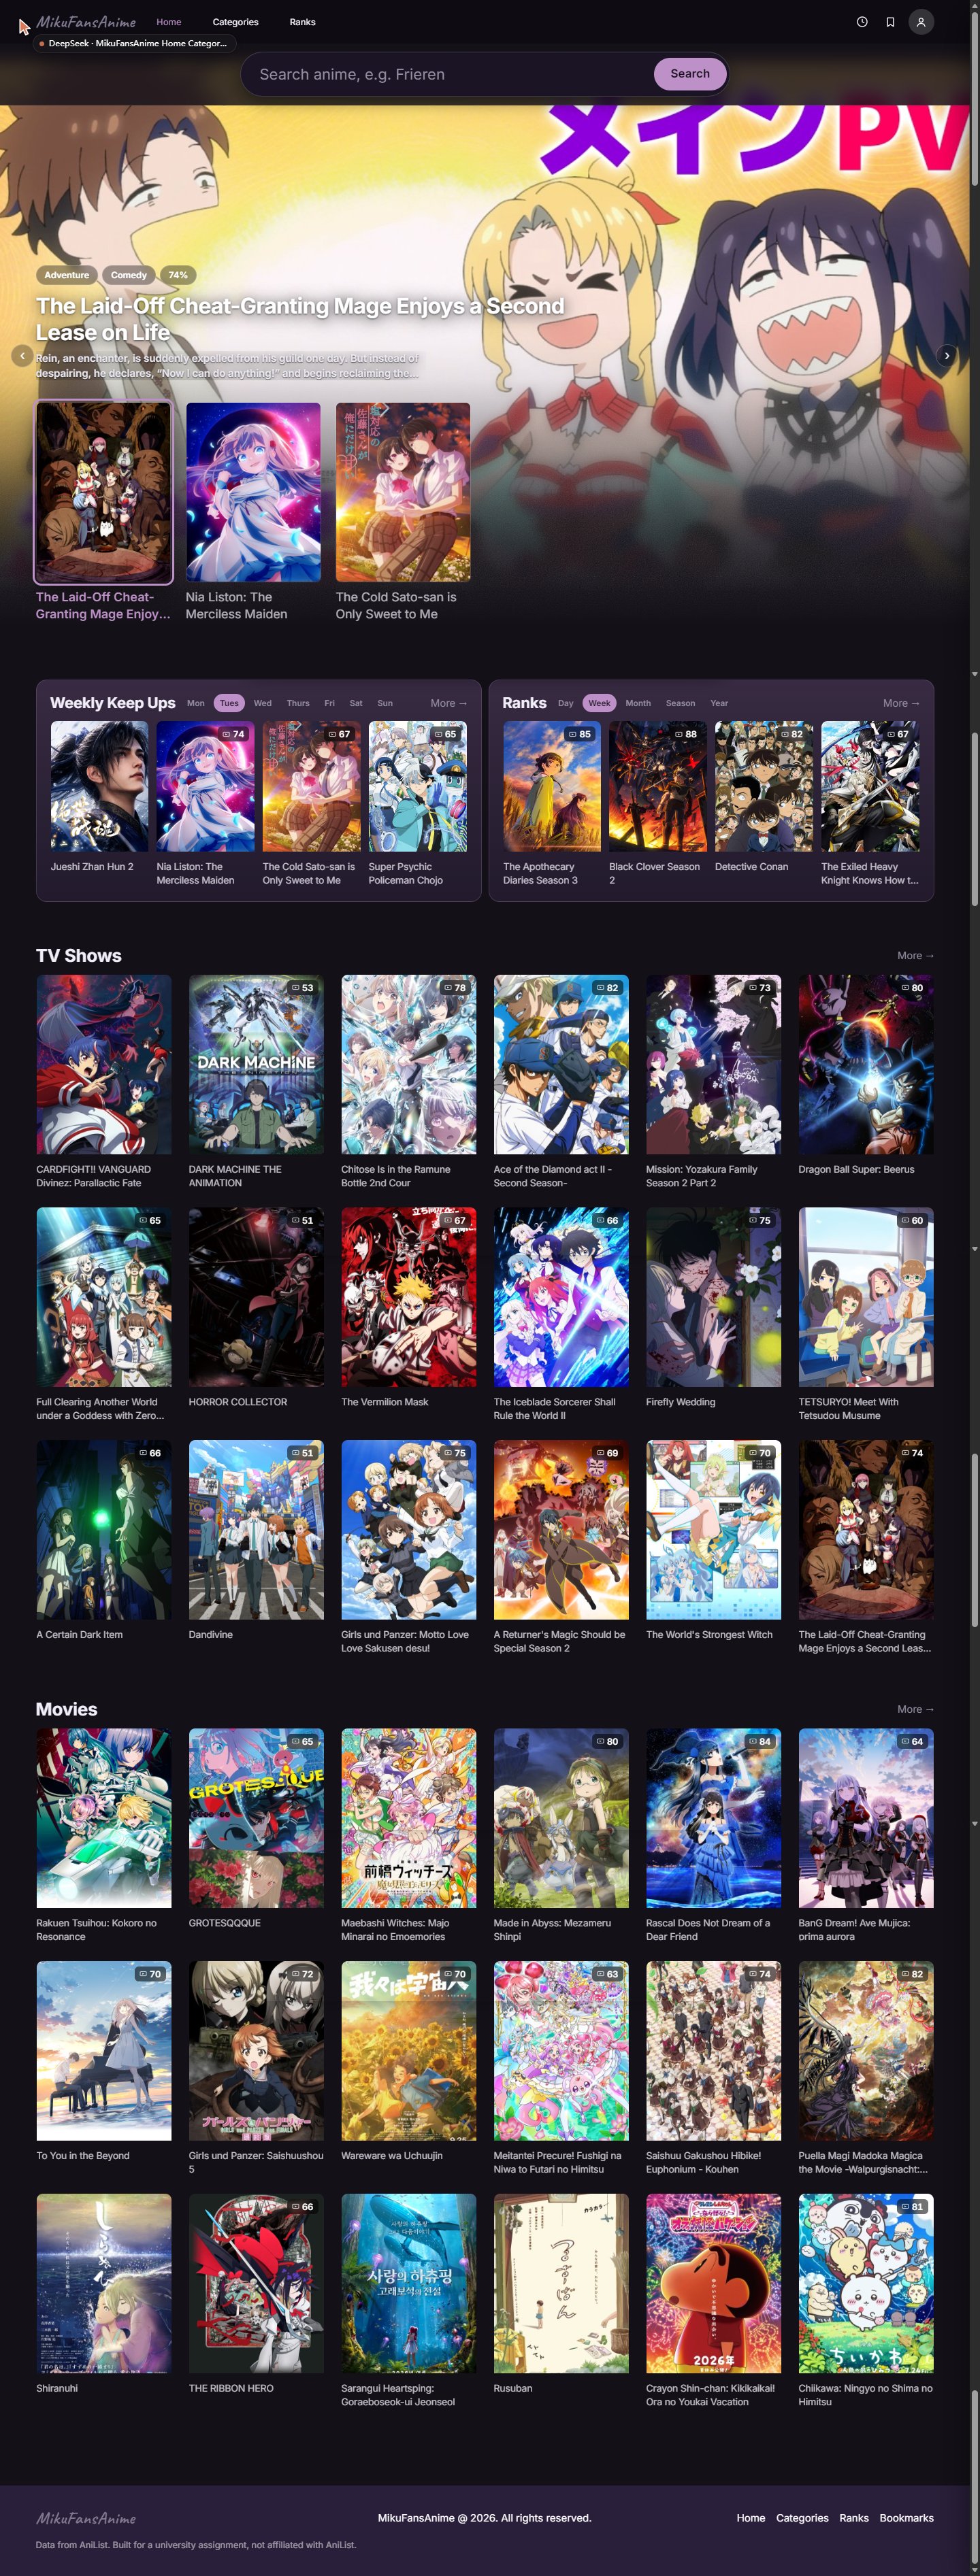 MikuFansAnime Home Categories Ranks
DeepSeek · MikuFansAnime Home Categor...
Search anime, e.g. Frieren Search
メインPV
Adventure Comedy 74%
The Laid-Off Cheat-Granting Mage Enjoys a Second
Lease on Life
Rein, an enchanter, is suddenly expelled from his guild one day. But instead of
despairing, he declares, “Now I can do anything!” and begins reclaiming the...
The Laid-Off Cheat-
Granting Mage Enjoy...
Nia Liston: The
Merciless Maiden
The Cold Sato-san is
Only Sweet to Me
Weekly Keep Ups Mon Tues Wed Thurs Fri Sat Sun More →
74 67 65
Jueshi Zhan Hun 2
Nia Liston: The
Merciless Maiden
The Cold Sato-san is
Only Sweet to Me
Super Psychic
Policeman Chojo
Ranks Day Week Month Season Year More →
85 88 82 67
The Apothecary
Diaries Season 3
Black Clover Season
2
Detective Conan
The Exiled Heavy
Knight Knows How t...
TV Shows More →
53 78 82 73 80
DARK MACHINE
CARDFIGHT!! VANGUARD
Divinez: Parallactic Fate
DARK MACHINE THE
ANIMATION
Chitose Is in the Ramune
Bottle 2nd Cour
Ace of the Diamond act II -
Second Season-
Mission: Yozakura Family
Season 2 Part 2
Dragon Ball Super: Beerus
65 51 67 66 75 60
Full Clearing Another World
under a Goddess with Zero...
HORROR COLLECTOR
The Vermilion Mask
The Iceblade Sorcerer Shall
Rule the World II
Firefly Wedding
TETSURYO! Meet With
Tetsudou Musume
66 51 75 69 70 74
A Certain Dark Item
Dandivine
Girls und Panzer: Motto Love
Love Sakusen desu!
A Returner's Magic Should be
Special Season 2
The World's Strongest Witch
The Laid-Off Cheat-Granting
Mage Enjoys a Second Leas...
Movies More →
65 80 84 64
GROTESQUE
前橋ウィッチーズ
Rakuen Tsuihou: Kokoro no
Resonance
GROTESQQQUE
Maebashi Witches: Majo
Minarai no Emoemories
Made in Abyss: Mezameru
Shinpi
Rascal Does Not Dream of a
Dear Friend
BanG Dream! Ave Mujica:
prima aurora
70 72 70 63 74 82
我々は宇宙人
To You in the Beyond
Girls und Panzer: Saishuushou
5
Wareware wa Uchuujin
Meitantei Precure! Fushigi na
Niwa to Futari no Himitsu
Saishuu Gakushou Hibike!
Euphonium - Kouhen
Puella Magi Madoka Magica
the Movie -Walpurgisnacht:...
66 81
사랑의 하츄핑
고래보석의 전설
るすばん
2026年
ちいかわ
Shiranuhi
THE RIBBON HERO
Sarangui Heartsping:
Goraeboseok-ui Jeonseol
Rusuban
Crayon Shin-chan: Kikikaikai!
Ora no Youkai Vacation
Chiikawa: Ningyo no Shima no
Himitsu
MikuFansAnime
MikuFansAnime @ 2026. All rights reserved.
Home Categories Ranks Bookmarks
Data from AniList. Built for a university assignment, not affiliated with AniList.